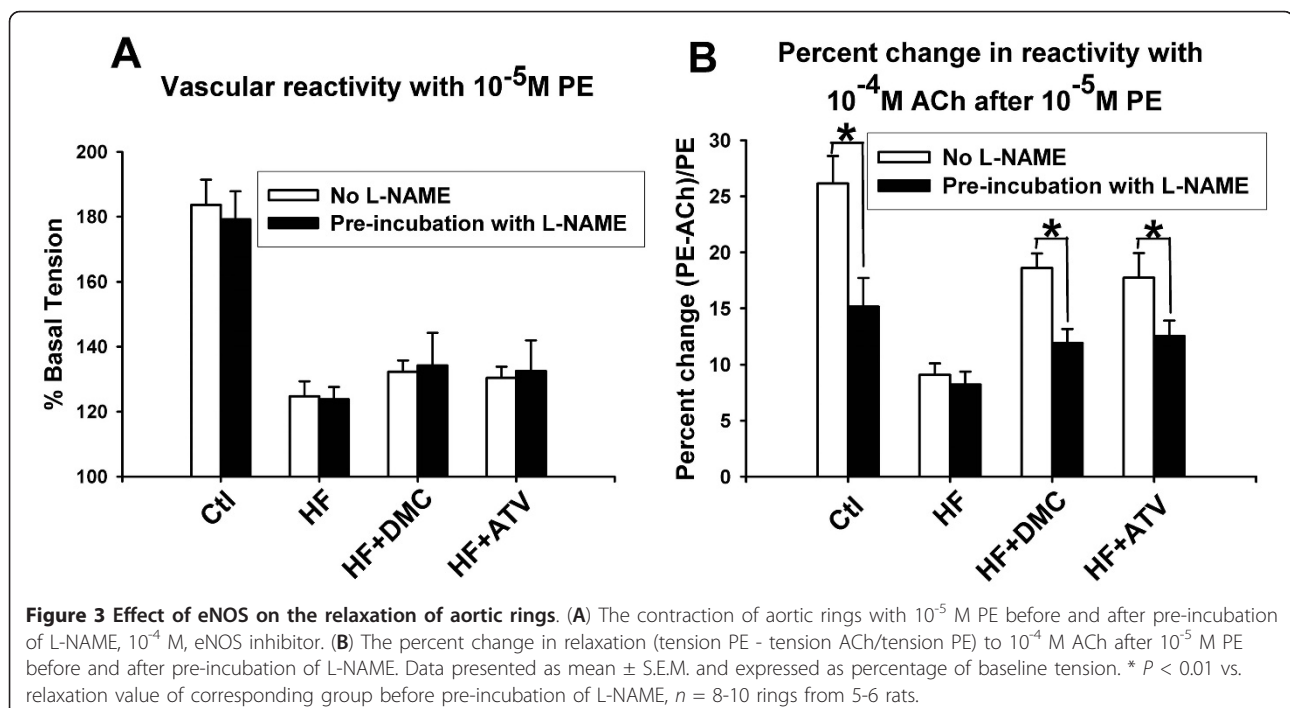 A
Vascular reactivity with 10⁻⁵M PE
% Basal Tension
200
180
160
140
120
100
No L-NAME
Pre-incubation with L-NAME
Ctl
HF
HF+DMC
HF+ATV
B
Percent change in reactivity with
10⁻⁴M ACh after 10⁻⁵M PE
Percent change (PE-ACh)/PE
30
25
20
15
10
5
0
No L-NAME
Pre-incubation with L-NAME
*
*
*
Ctl
HF
HF+DMC
HF+ATV
Figure 3 Effect of eNOS on the relaxation of aortic rings. (A) The contraction of aortic rings with 10⁻⁵ M PE before and after pre-incubation
of L-NAME, 10⁻⁴ M, eNOS inhibitor. (B) The percent change in relaxation (tension PE - tension ACh/tension PE) to 10⁻⁴ M ACh after 10⁻⁵ M PE
before and after pre-incubation of L-NAME. Data presented as mean ± S.E.M. and expressed as percentage of baseline tension. * P < 0.01 vs.
relaxation value of corresponding group before pre-incubation of L-NAME, n = 8-10 rings from 5-6 rats.